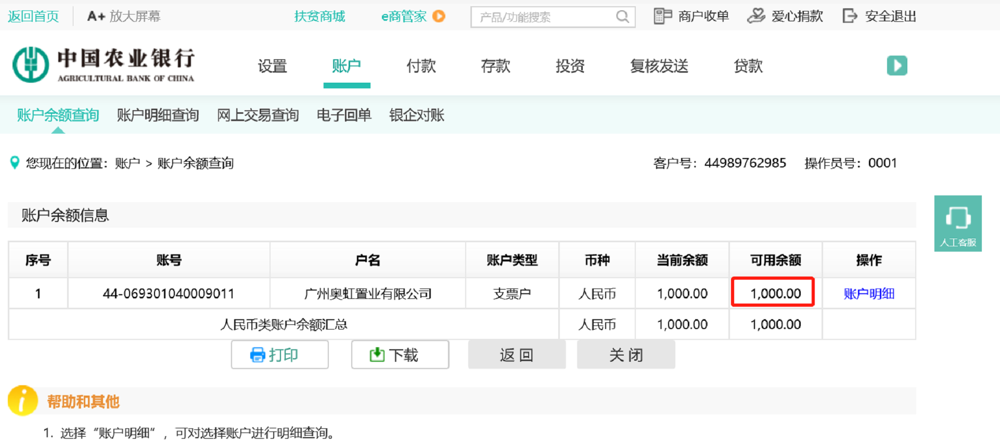 返回首页 A+ 放大屏幕 扶贫商城 e商管家 产品/功能搜索 商户收单 爱心捐款 安全退出
中国农业银行
AGRICULTURAL BANK OF CHINA
设置 账户 付款 存款 投资 复核发送 贷款
账户余额查询 账户明细查询 网上交易查询 电子回单 银企对账
您现在的位置：账户 > 账户余额查询 客户号：44989762985 操作员号：0001
账户余额信息
人工客服
序号 账号 户名 账户类型 币种 当前余额 可用余额 操作
1 44-069301040009011 广州奥虹置业有限公司 支票户 人民币 1,000.00 1,000.00 账户明细
人民币类账户余额汇总 人民币 1,000.00 1,000.00
打印 下载 返回 关闭
帮助和其他
1. 选择“账户明细”，可对选择账户进行明细查询。